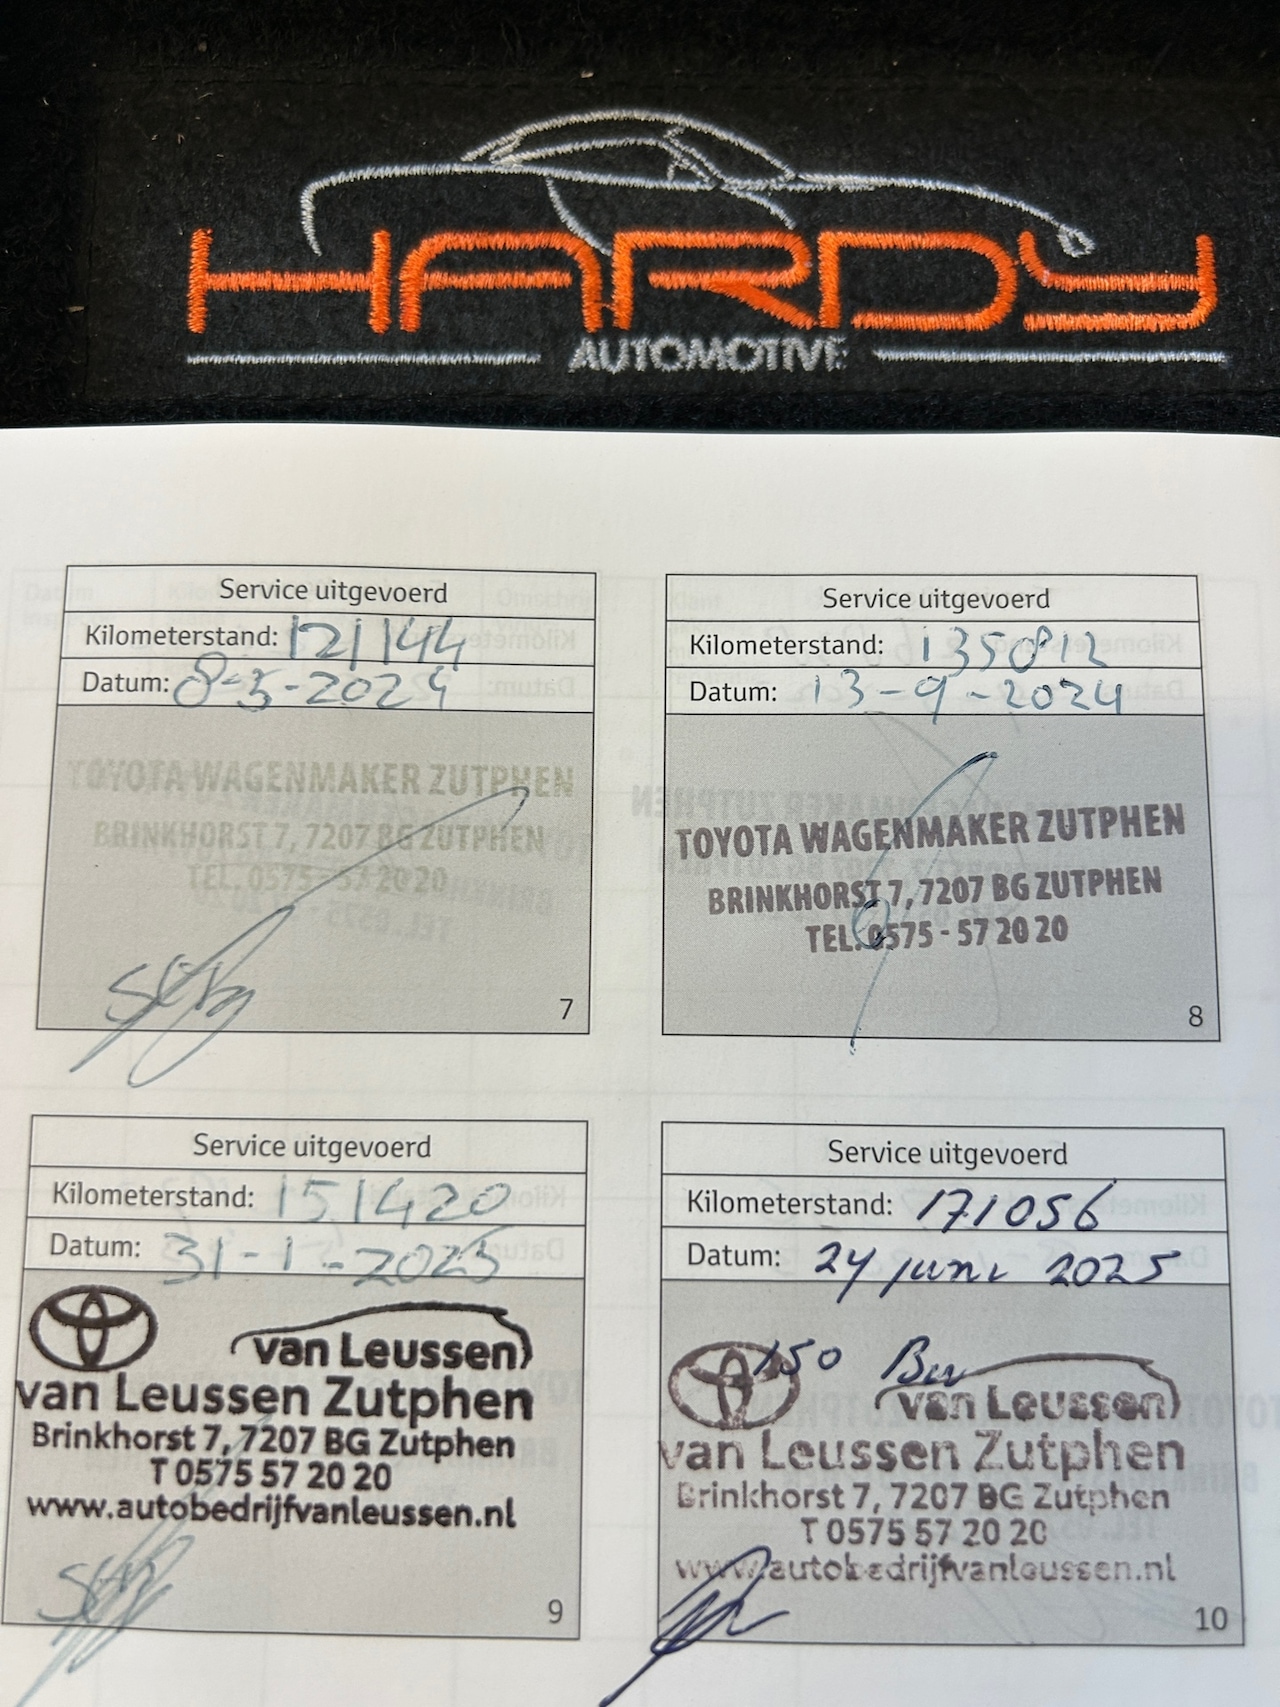 HARDY
AUTOMOTIVE
Service uitgevoerd
Kilometerstand: 121144
Datum: 8-3-2024
TOYOTA WAGENMAKER ZUTPHEN
BRINKHORST 7, 7207 BG ZUTPHEN
TEL. 0575 - 57 20 20
7
Service uitgevoerd
Kilometerstand: 135812
Datum: 13-9-2024
TOYOTA WAGENMAKER ZUTPHEN
BRINKHORST 7, 7207 BG ZUTPHEN
TEL. 0575 - 57 20 20
8
Service uitgevoerd
Kilometerstand: 151420
Datum: 31-1-2025
van Leussen
van Leussen Zutphen
Brinkhorst 7, 7207 BG Zutphen
T 0575 57 20 20
www.autobedrijfvanleussen.nl
9
Service uitgevoerd
Kilometerstand: 171056
Datum: 24 juni 2025
150
van Leussen
van Leussen Zutphen
Brinkhorst 7, 7207 BG Zutphen
T 0575 57 20 20
www.autobedrijfvanleussen.nl
10